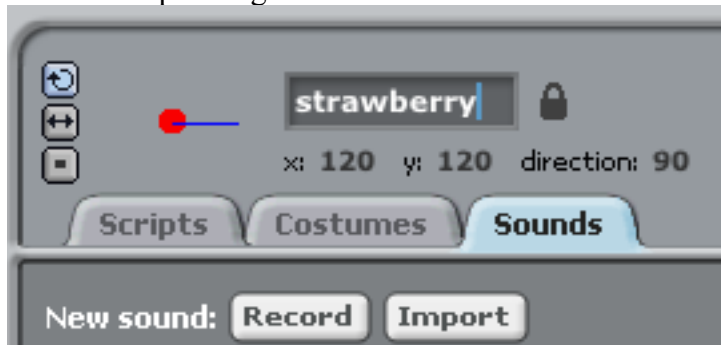 strawberry
x: 120 y: 120 direction: 90
Scripts Costumes Sounds
New sound: Record Import